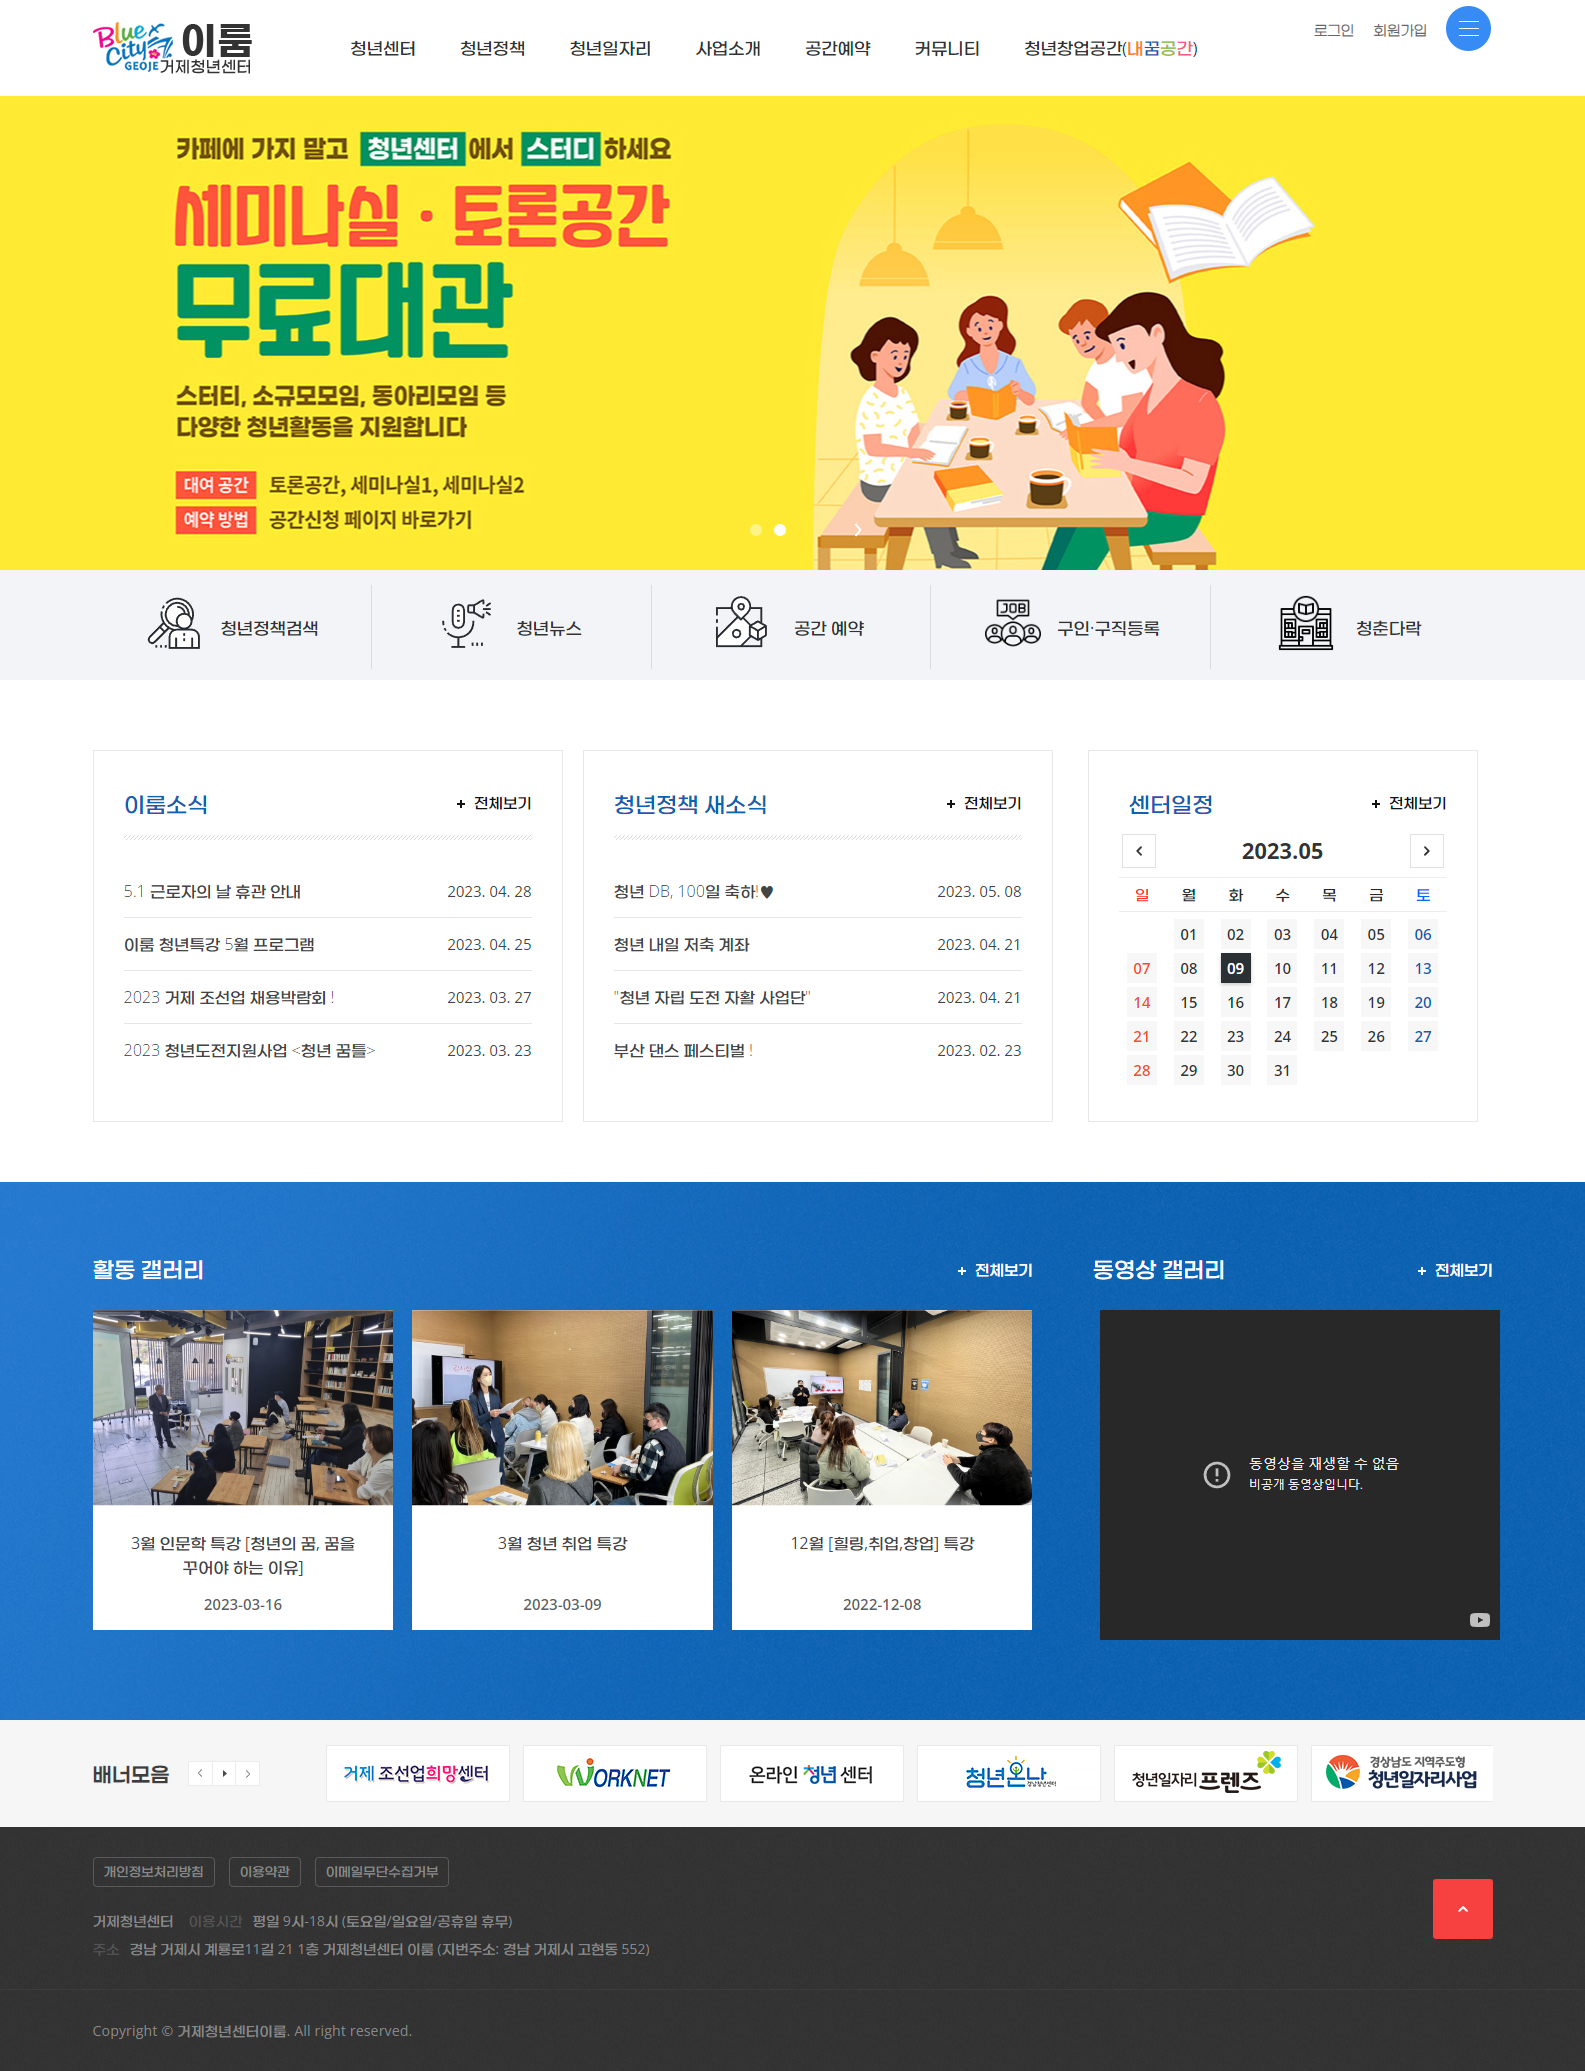 Blue City
GEOJE
이룸
거제청년센터
청년센터
청년정책
청년일자리
사업소개
공간예약
커뮤니티
청년창업공간(내꿈공간)
로그인
회원가입
카페에 가지 말고 청년센터에서 스터디 하세요
세미나실 · 토론공간
무료대관
스터티, 소규모모임, 동아리모임 등
다양한 청년활동을 지원합니다
대여 공간 토론공간, 세미나실1, 세미나실2
예약 방법 공간신청 페이지 바로가기
청년정책검색
청년뉴스
공간 예약
JOB
구인·구직등록
청춘다락
이룸소식
+ 전체보기
5.1 근로자의 날 휴관 안내 2023. 04. 28
이룸 청년특강 5월 프로그램 2023. 04. 25
2023 거제 조선업 채용박람회 ! 2023. 03. 27
2023 청년도전지원사업 <청년 꿈틀> 2023. 03. 23
청년정책 새소식
+ 전체보기
청년 DB, 100일 축하!♥ 2023. 05. 08
청년 내일 저축 계좌 2023. 04. 21
"청년 자립 도전 자활 사업단" 2023. 04. 21
부산 댄스 페스티벌 ! 2023. 02. 23
센터일정
+ 전체보기
2023.05
일 월 화 수 목 금 토
01 02 03 04 05 06
07 08 09 10 11 12 13
14 15 16 17 18 19 20
21 22 23 24 25 26 27
28 29 30 31
활동 갤러리
+ 전체보기
3월 인문학 특강 [청년의 꿈, 꿈을
꾸어야 하는 이유]
2023-03-16
3월 청년 취업 특강
2023-03-09
12월 [힐링,취업,창업] 특강
2022-12-08
동영상 갤러리
+ 전체보기
동영상을 재생할 수 없음
비공개 동영상입니다.
배너모음
거제 조선업희망센터
WORKNET
온라인 청년 센터
청년온나
경남청년센터
청년일자리프렌즈
경상남도 지역주도형
청년일자리사업
개인정보처리방침
이용약관
이메일무단수집거부
거제청년센터 이용시간 평일 9시-18시 (토요일/일요일/공휴일 휴무)
주소 경남 거제시 계룡로11길 21 1층 거제청년센터 이룸 (지번주소: 경남 거제시 고현동 552)
Copyright © 거제청년센터이룸. All right reserved.